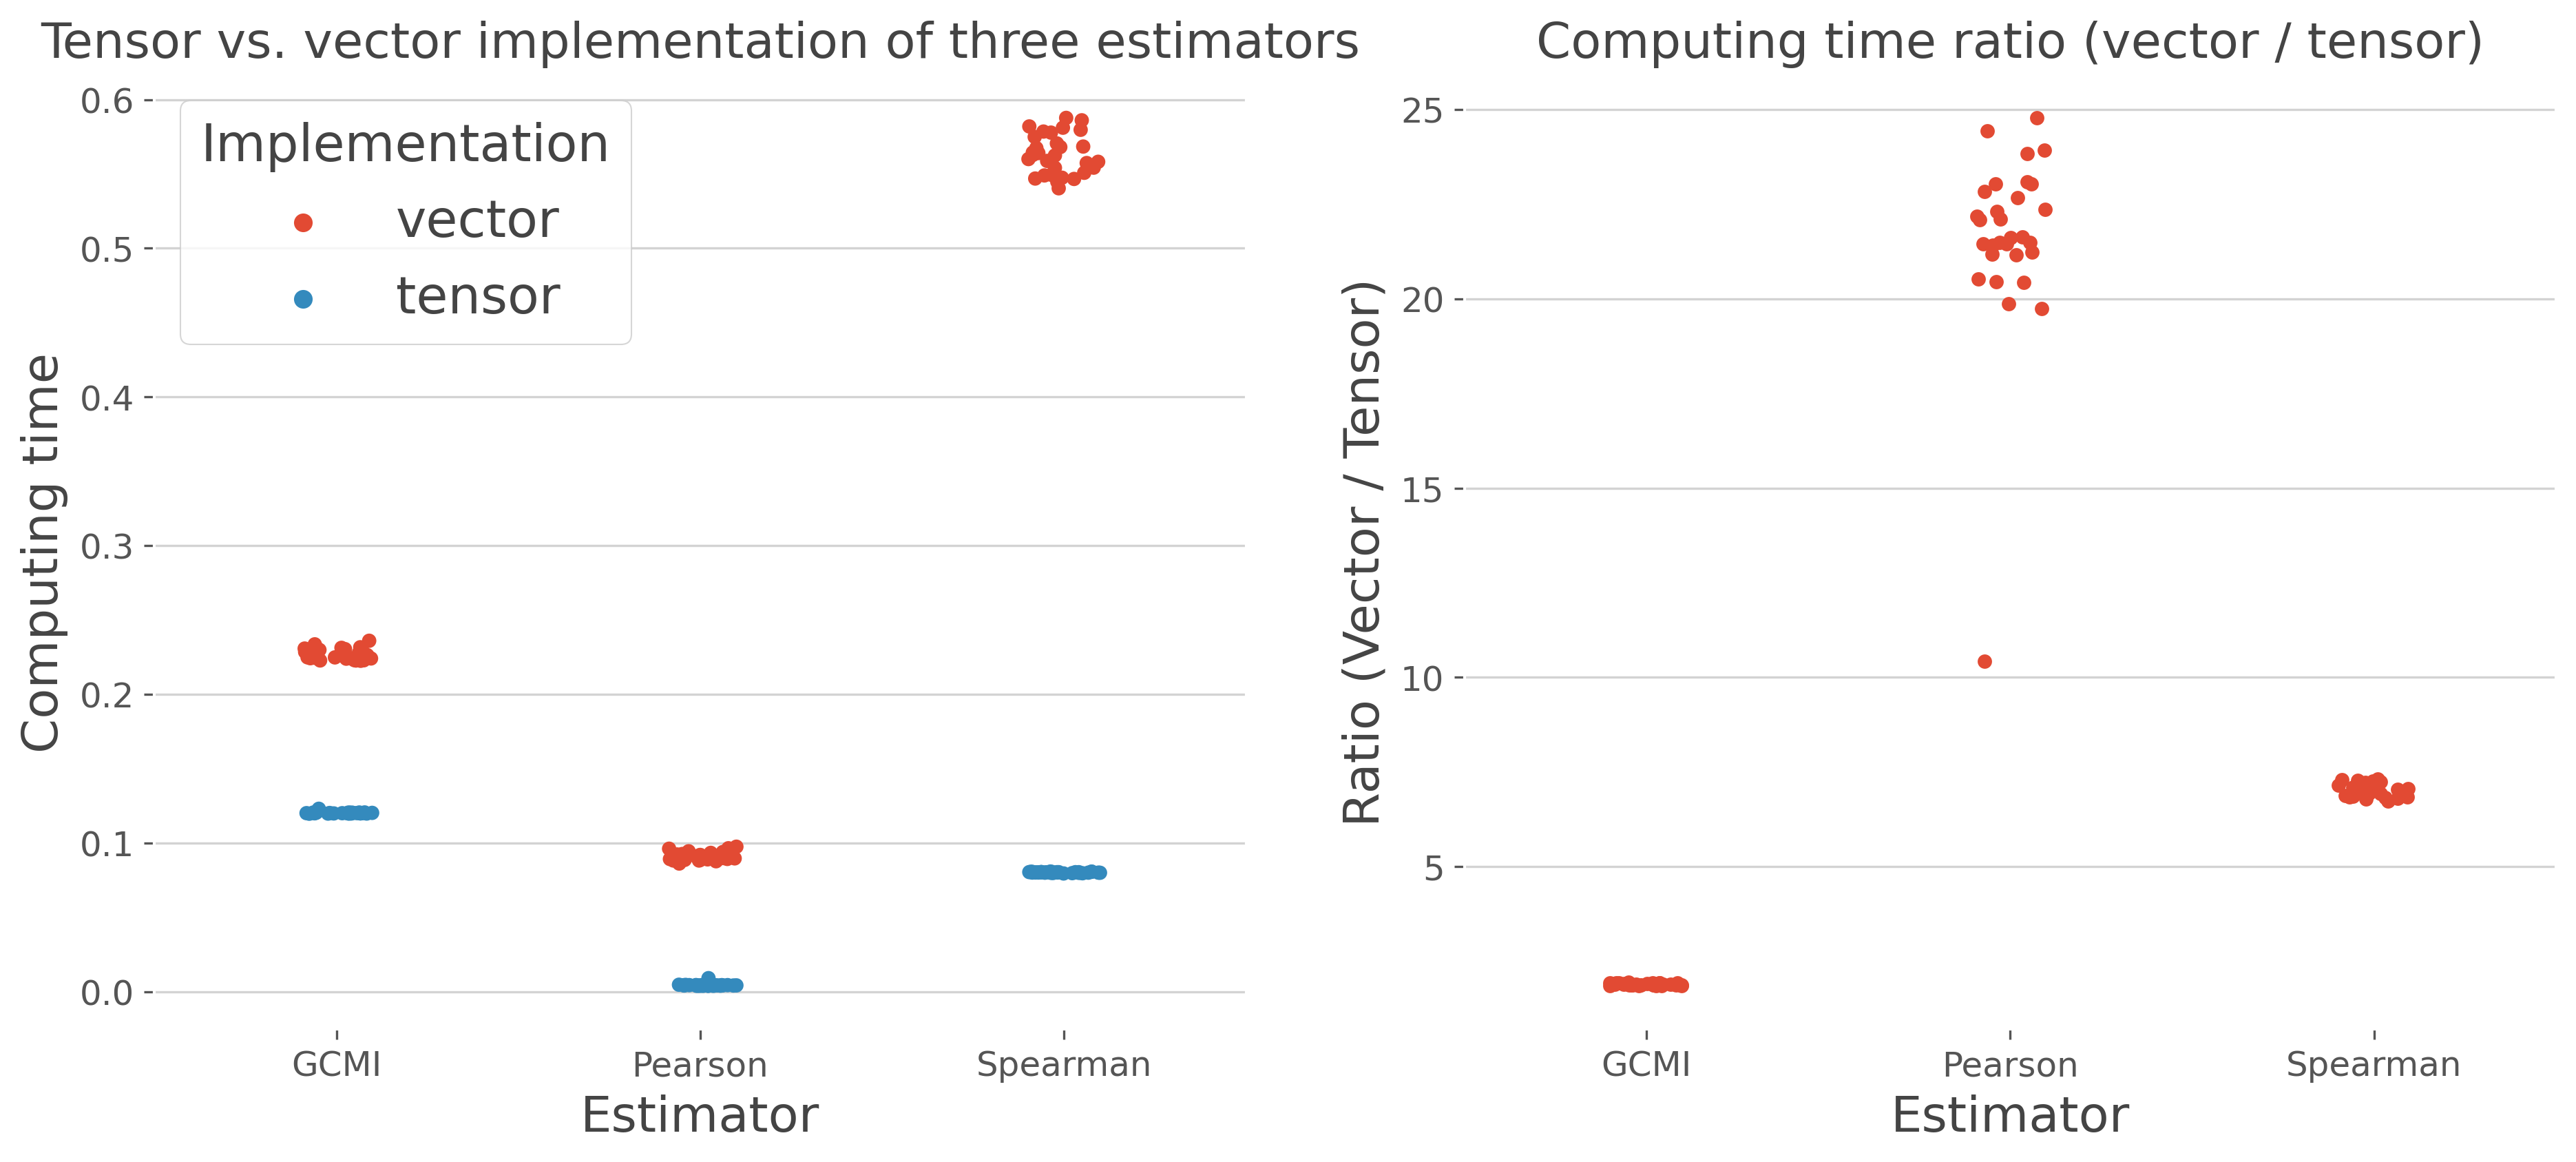 Tensor vs. vector implementation of three estimators
Implementation
vector
tensor
Computing time
0.6
0.5
0.4
0.3
0.2
0.1
0.0
GCMI
Pearson
Spearman
Estimator
Computing time ratio (vector / tensor)
Ratio (Vector / Tensor)
25
20
15
10
5
GCMI
Pearson
Spearman
Estimator